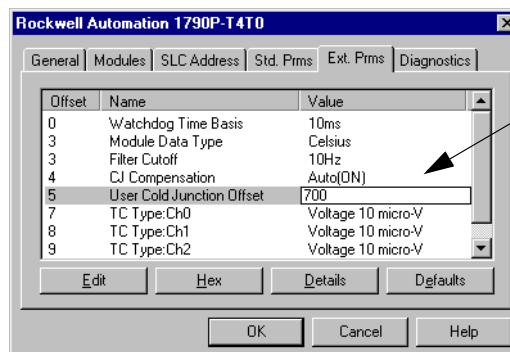 Rockwell Automation 1790P-T4T0
General Modules SLC Address Std. Prms Ext. Prms Diagnostics
Offset Name Value
0 Watchdog Time Basis 10ms
3 Module Data Type Celsius
3 Filter Cutoff 10Hz
4 CJ Compensation Auto(ON)
5 User Cold Junction Offset 700
7 TC Type:Ch0 Voltage 10 micro-V
8 TC Type:Ch1 Voltage 10 micro-V
9 TC Type:Ch2 Voltage 10 micro-V
Edit Hex Details Defaults
OK Cancel Help